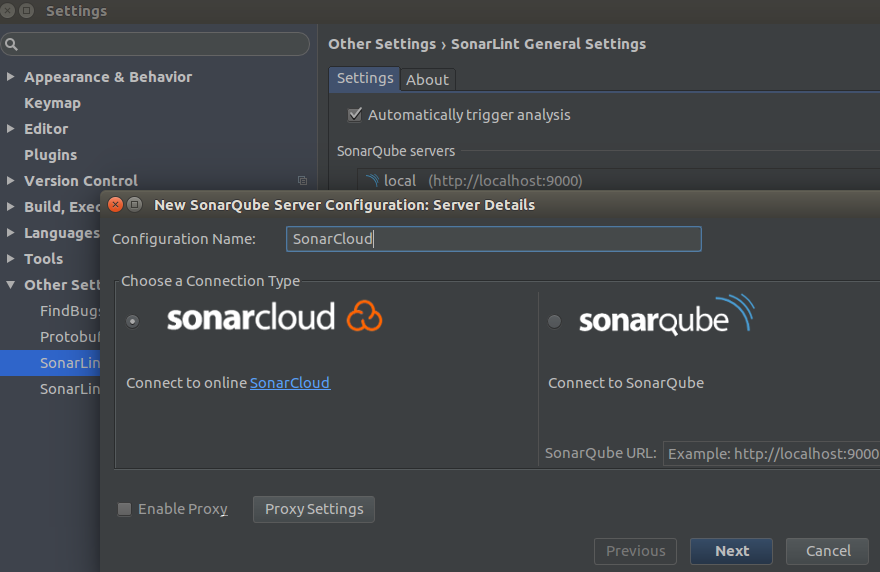 Settings
Other Settings › SonarLint General Settings
Appearance & Behavior
Keymap
Editor
Plugins
Version Control
Build, Exec
Languages
Tools
Other Sett
FindBugs
Protobuf
SonarLin
SonarLin
Settings
About
Automatically trigger analysis
SonarQube servers
local (http://localhost:9000)
New SonarQube Server Configuration: Server Details
Configuration Name: SonarCloud
Choose a Connection Type
sonarcloud
sonarqube
Connect to online SonarCloud
Connect to SonarQube
SonarQube URL: Example: http://localhost:9000
Enable Proxy
Proxy Settings
Previous
Next
Cancel